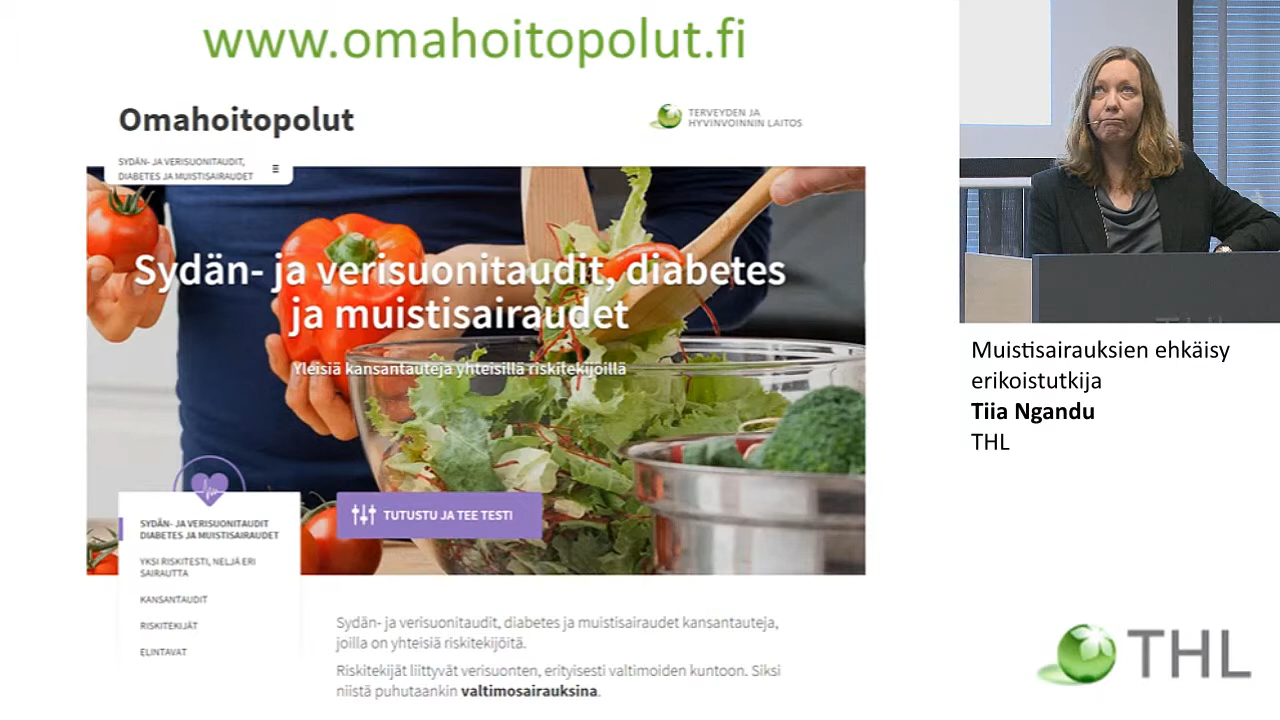 www.omahoitopolut.fi
Omahoitopolut
TERVEYDEN JA
HYVINVOINNIN LAITOS
SYDÄN- JA VERISUONITAUDIT,
DIABETES JA MUISTISAIRAUDET
Sydän- ja verisuonitaudit, diabetes
ja muistisairaudet
Yleisiä kansantauteja yhteisillä riskitekijöillä
TUTUSTU JA TEE TESTI
SYDÄN- JA VERISUONITAUDIT
DIABETES JA MUISTISAIRAUDET
YKSI RISKITESTI, NELJÄ ERI
SAIRAUTTA
KANSANTAUDIT
RISKITEKIJÄT
ELINTAVAT
Sydän- ja verisuonitaudit, diabetes ja muistisairaudet kansantauteja,
joilla on yhteisiä riskitekijöitä.
Riskitekijät liittyvät verisuonten, erityisesti valtimoiden kuntoon. Siksi
niistä puhutaankin valtimosairauksina.
Muistisairauksien ehkäisy
erikoistutkija
Tiia Ngandu
THL
THL